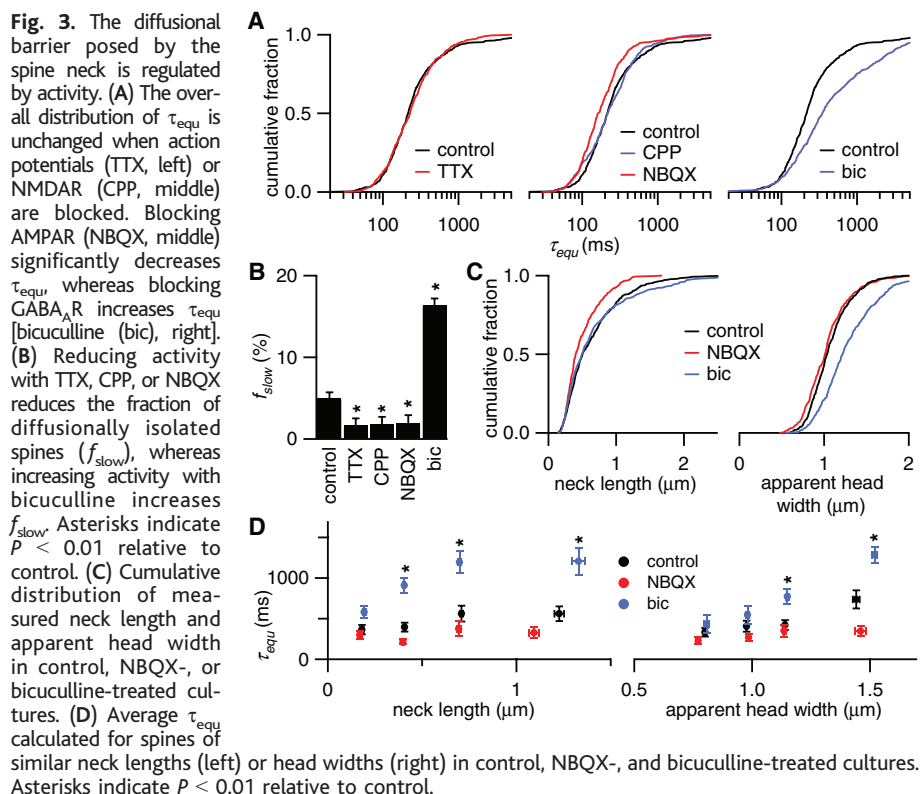 Fig. 3. The diffusional
barrier posed by the
spine neck is regulated
by activity. (A) The over-
all distribution of τequ is
unchanged when action
potentials (TTX, left) or
NMDAR (CPP, middle)
are blocked. Blocking
AMPAR (NBQX, middle)
significantly decreases
τequ, whereas blocking
GABAAR increases τequ
[bicuculline (bic), right].
(B) Reducing activity
with TTX, CPP, or NBQX
reduces the fraction of
diffusionally isolated
spines (fslow), whereas
increasing activity with
bicuculline increases
fslow. Asterisks indicate
P < 0.01 relative to
control. (C) Cumulative
distribution of mea-
sured neck length and
apparent head width
in control, NBQX-, or
bicuculline-treated cul-
tures. (D) Average τequ
calculated for spines of
similar neck lengths (left) or head widths (right) in control, NBQX-, and bicuculline-treated cultures.
Asterisks indicate P < 0.01 relative to control.
A
cumulative fraction
1.0
0.5
0.0
control
TTX
100 1000
control
CPP
NBQX
100 1000
control
bic
100 1000
τequ (ms)
B
fslow (%)
20
10
0
* * * *
control
TTX
CPP
NBQX
bic
C
cumulative fraction
1.0
0.5
0.0
control
NBQX
bic
0 1 2
neck length (μm)
0 1 2
apparent head
width (μm)
D
τequ (ms)
1000
0
* * *
0 1
neck length (μm)
control
NBQX
bic
* *
0.5 1.0 1.5
apparent head width (μm)